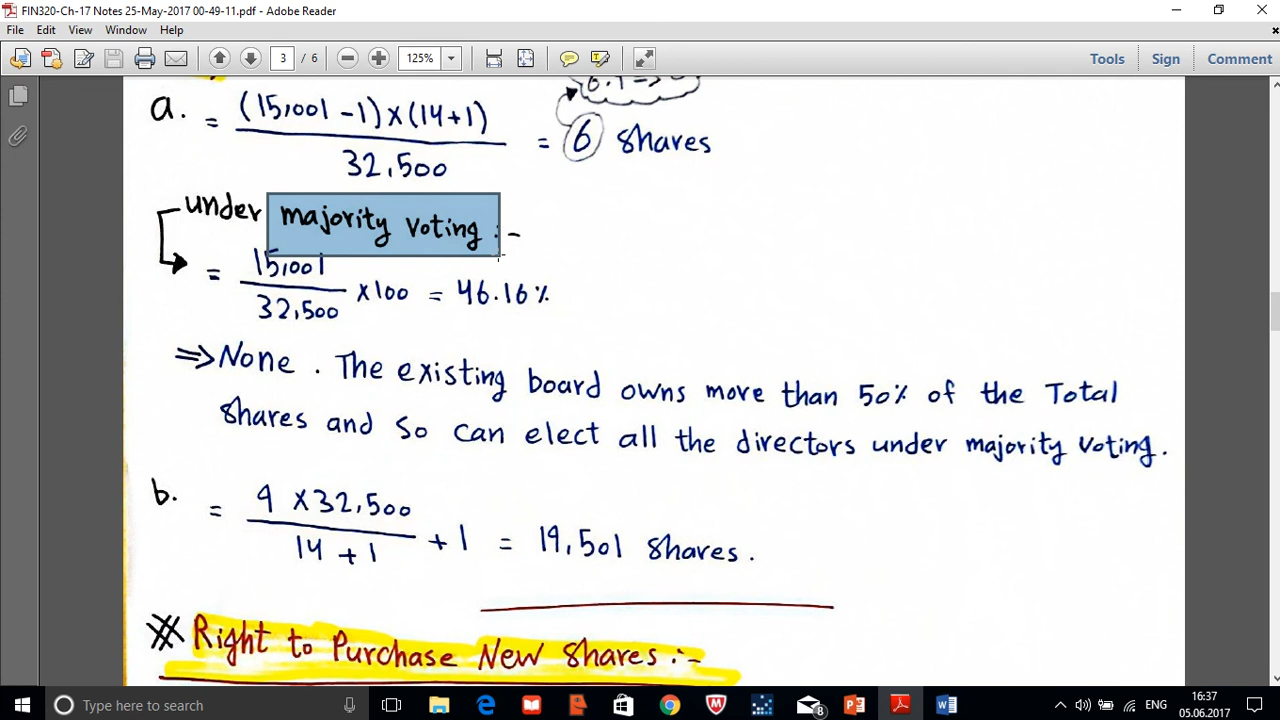 FIN320-Ch-17 Notes 25-May-2017 00-49-11.pdf - Adobe Reader
File Edit View Window Help
3 / 6 125% Tools Sign Comment
a. = (15,001 - 1) x (14 + 1)
32,500
= 6 shares
under majority voting :-
= 15,001
32,500
x 100 = 46.16%
⇒ None . The existing board owns more than 50% of the Total
shares and so can elect all the directors under majority voting.
b. = 9 x 32,500
14 + 1
+ 1 = 19,501 shares .
Right to Purchase New shares :-
Type here to search
8
ENG
16:37
05.06.2017